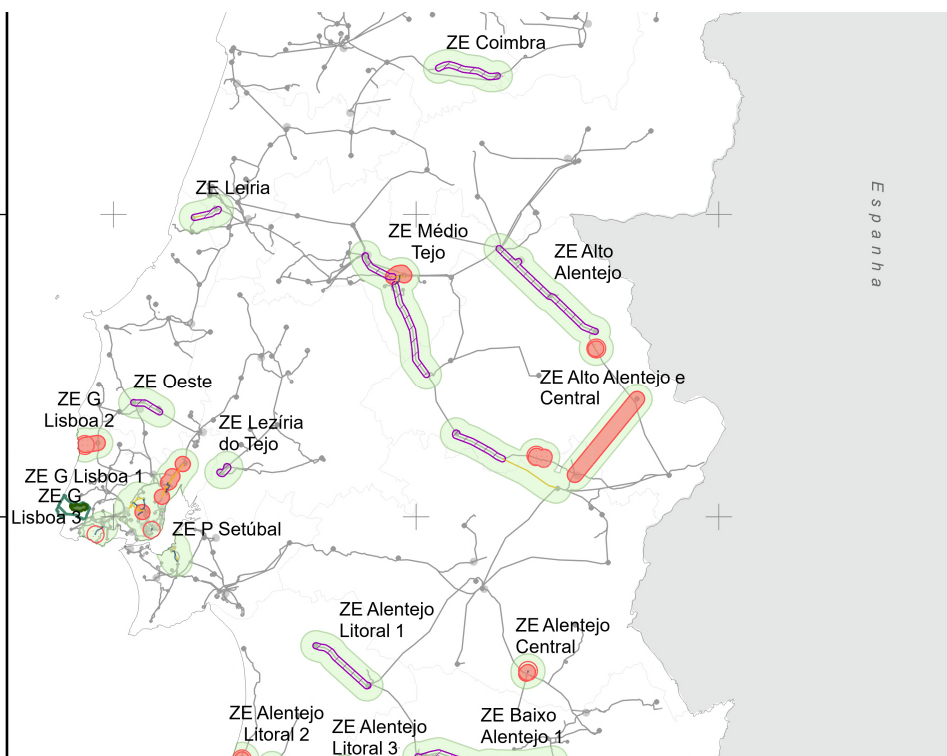 ZE Coimbra
ZE Leiria
Espanha
ZE Médio
Tejo
ZE Alto
Alentejo
ZE Alto Alentejo e
Central
ZE Oeste
ZE G
Lisboa 2
ZE Lezíria
do Tejo
ZE G Lisboa 1
ZE G
Lisboa 3
ZE P Setúbal
ZE Alentejo
Litoral 1
ZE Alentejo
Central
ZE Alentejo
Litoral 2
ZE Alentejo
Litoral 3
ZE Baixo
Alentejo 1